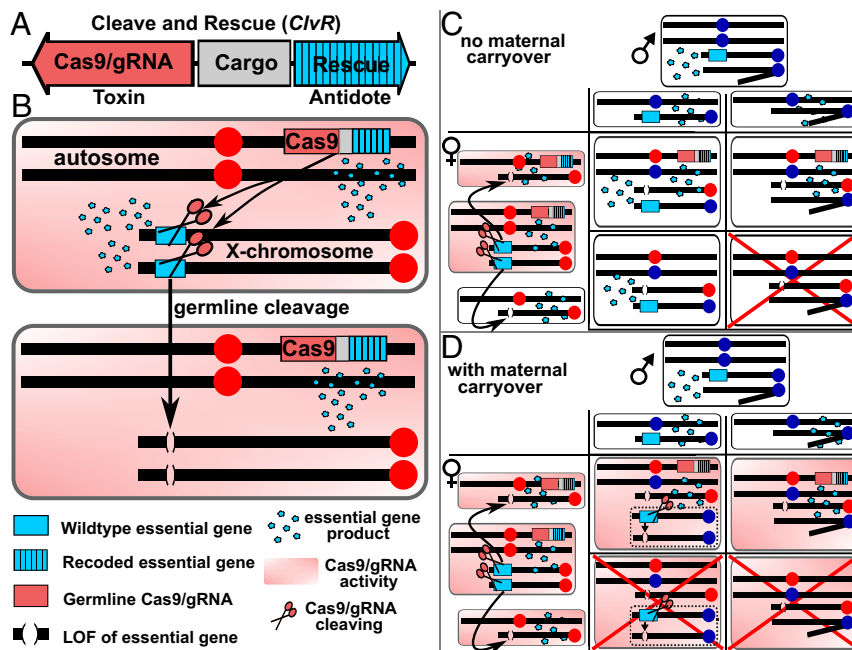 A
Cleave and Rescue (ClvR)
Cas9/gRNA
Cargo
Rescue
Toxin
Antidote
B
Cas9
autosome
X-chromosome
germline cleavage
Cas9
Wildtype essential gene
Recoded essential gene
Germline Cas9/gRNA
( ) LOF of essential gene
essential gene
product
Cas9/gRNA
activity
Cas9/gRNA
cleaving
C
no maternal
carryover
♂
♀
D
with maternal
carryover
♂
♀